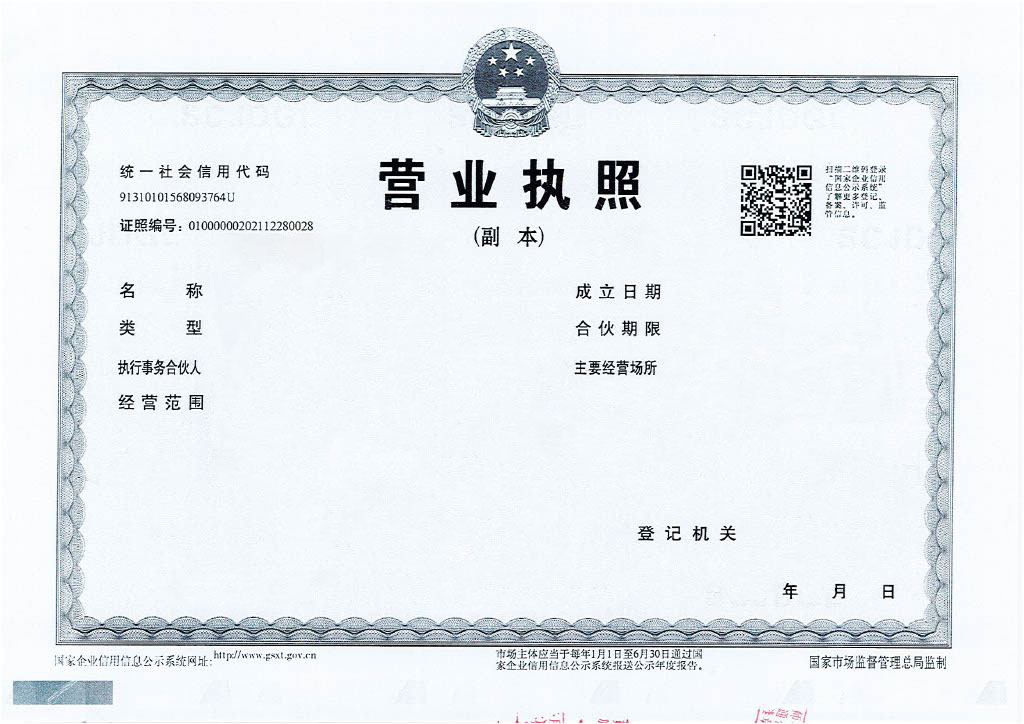 统一社会信用代码
91310101568093764U
证照编号：01000000202112280028
营业执照
（副 本）
扫描二维码登录
“国家企业信用
信息公示系统”
了解更多登记、
备案、许可、监
管信息。
名 称
类 型
执行事务合伙人
经营范围
成立日期
合伙期限
主要经营场所
登记机关
年 月 日
国家企业信用信息公示系统网址:http://www.gsxt.gov.cn
市场主体应当于每年1月1日至6月30日通过国
家企业信用信息公示系统报送公示年度报告。
国家市场监督管理总局监制